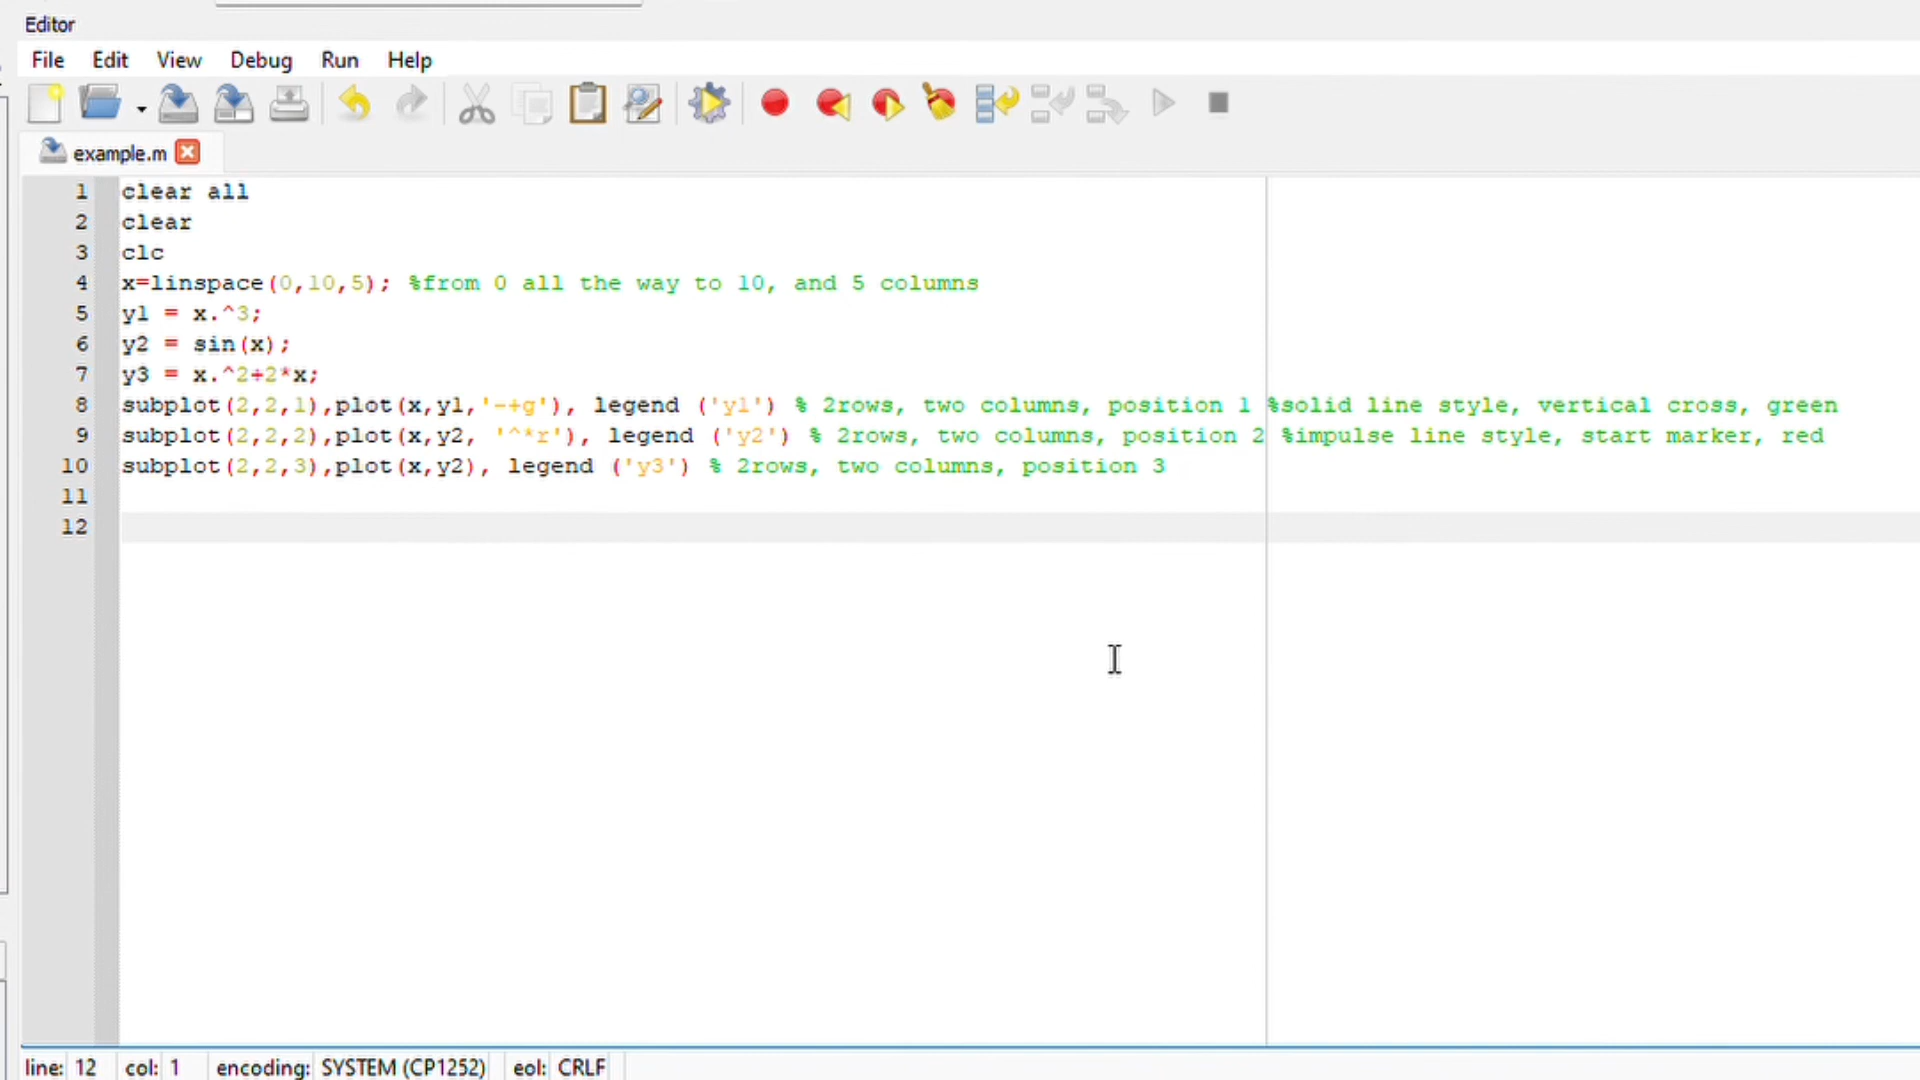 Editor
File Edit View Debug Run Help
example.m
1 clear all
2 clear
3 clc
4 x=linspace(0,10,5); %from 0 all the way to 10, and 5 columns
5 y1 = x.^3;
6 y2 = sin(x);
7 y3 = x.^2+2*x;
8 subplot(2,2,1),plot(x,y1,'-+g'), legend ('y1') % 2rows, two columns, position 1 %solid line style, vertical cross, green
9 subplot(2,2,2),plot(x,y2, '^*r'), legend ('y2') % 2rows, two columns, position 2 %impulse line style, start marker, red
10 subplot(2,2,3),plot(x,y2), legend ('y3') % 2rows, two columns, position 3
11
12
line: 12 col: 1 encoding: SYSTEM (CP1252) eol: CRLF